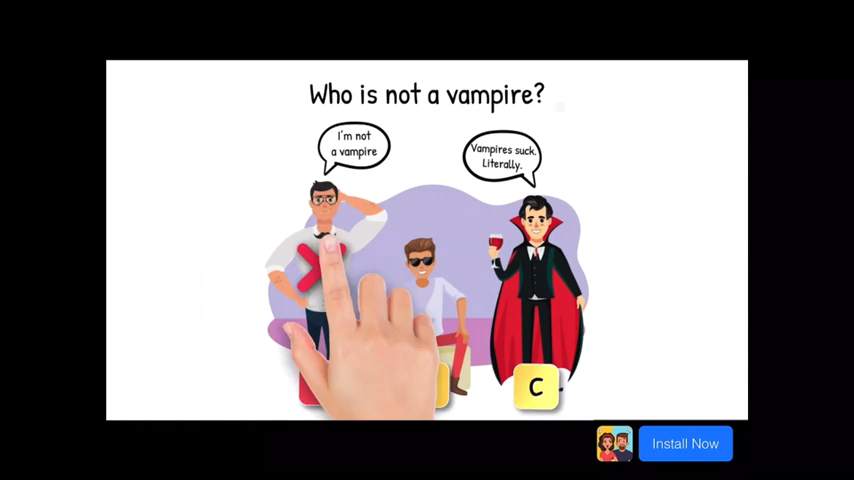 Who is not a vampire?
I'm not
a vampire
Vampires suck.
Literally.
C
Install Now